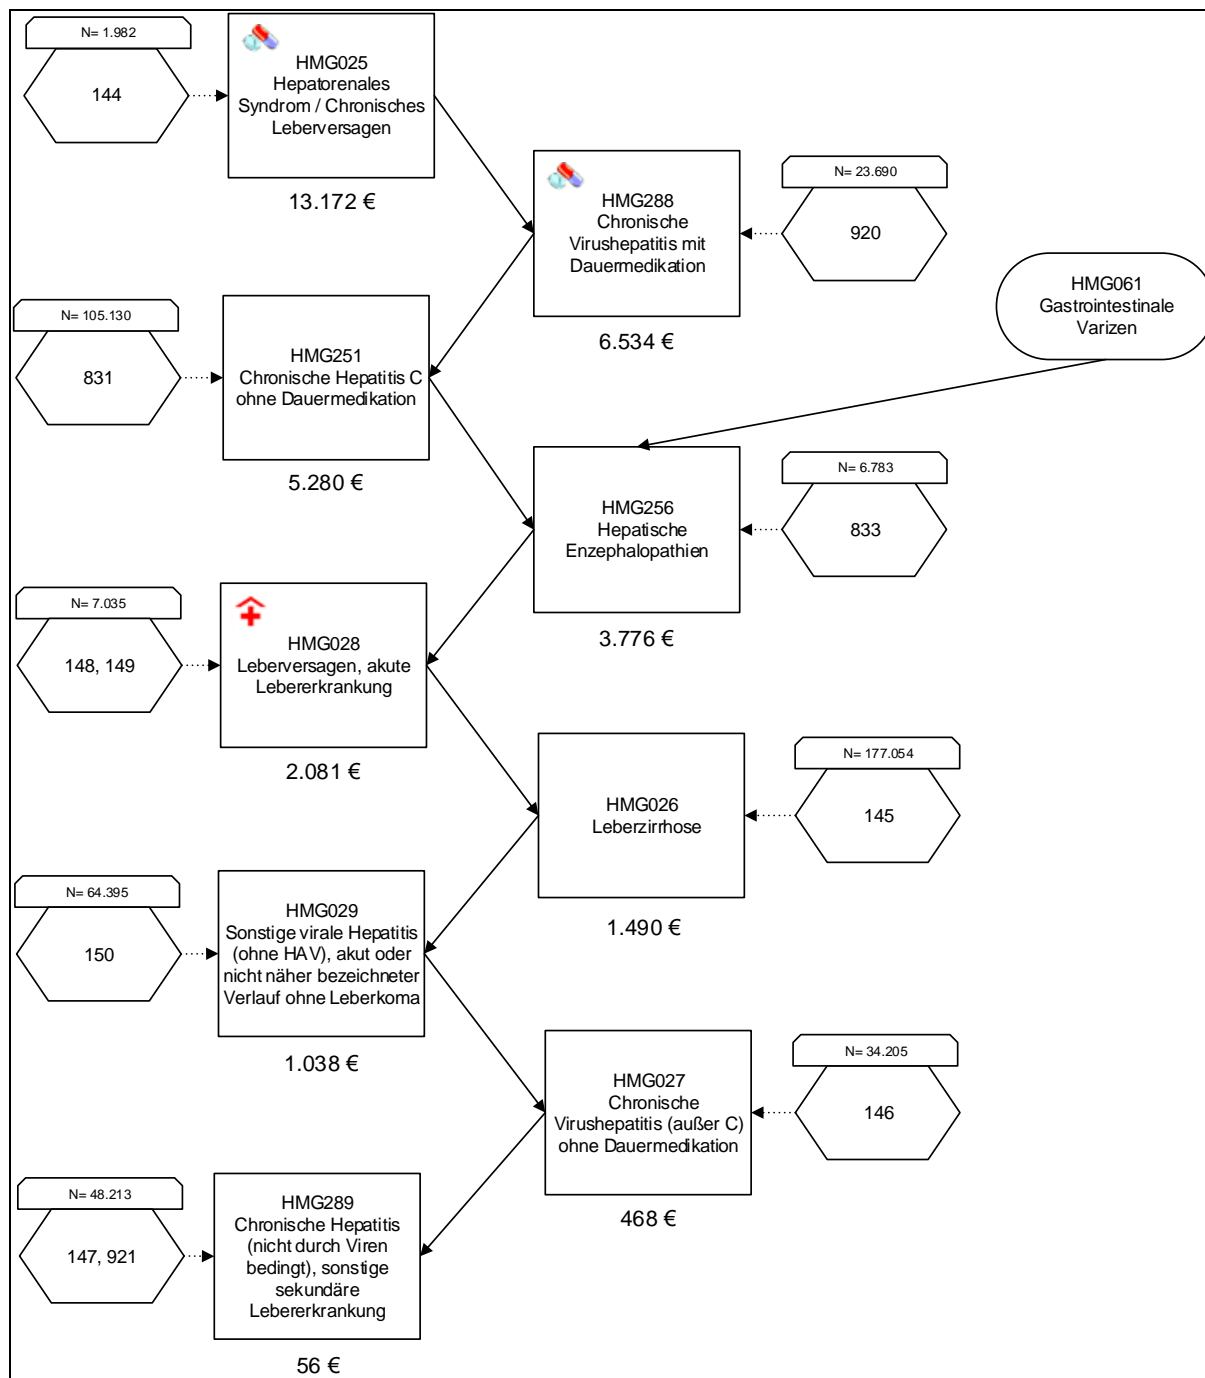 N= 1.982
144
HMG025
Hepatorenales
Syndrom / Chronisches
Leberversagen
13.172 €
HMG288
Chronische
Virushepatitis mit
Dauermedikation
6.534 €
N= 23.690
920
HMG061
Gastrointestinale
Varizen
N= 105.130
831
HMG251
Chronische Hepatitis C
ohne Dauermedikation
5.280 €
HMG256
Hepatische
Enzephalopathien
3.776 €
N= 6.783
833
N= 7.035
148, 149
HMG028
Leberversagen, akute
Lebererkrankung
2.081 €
HMG026
Leberzirrhose
1.490 €
N= 177.054
145
N= 64.395
150
HMG029
Sonstige virale Hepatitis
(ohne HAV), akut oder
nicht näher bezeichneter
Verlauf ohne Leberkoma
1.038 €
HMG027
Chronische
Virushepatitis (außer C)
ohne Dauermedikation
468 €
N= 34.205
146
N= 48.213
147, 921
HMG289
Chronische Hepatitis
(nicht durch Viren
bedingt), sonstige
sekundäre
Lebererkrankung
56 €